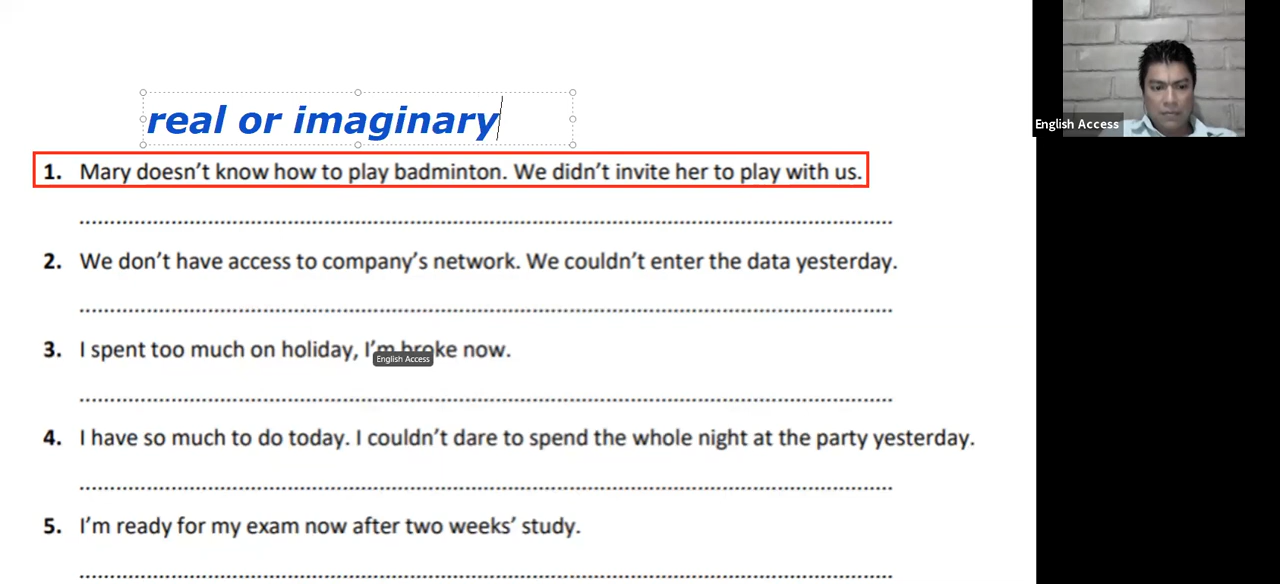 real or imaginary
1. Mary doesn't know how to play badminton. We didn't invite her to play with us.
2. We don't have access to company's network. We couldn't enter the data yesterday.
3. I spent too much on holiday, I'm broke now.
English Access
4. I have so much to do today. I couldn't dare to spend the whole night at the party yesterday.
5. I'm ready for my exam now after two weeks' study.
English Access